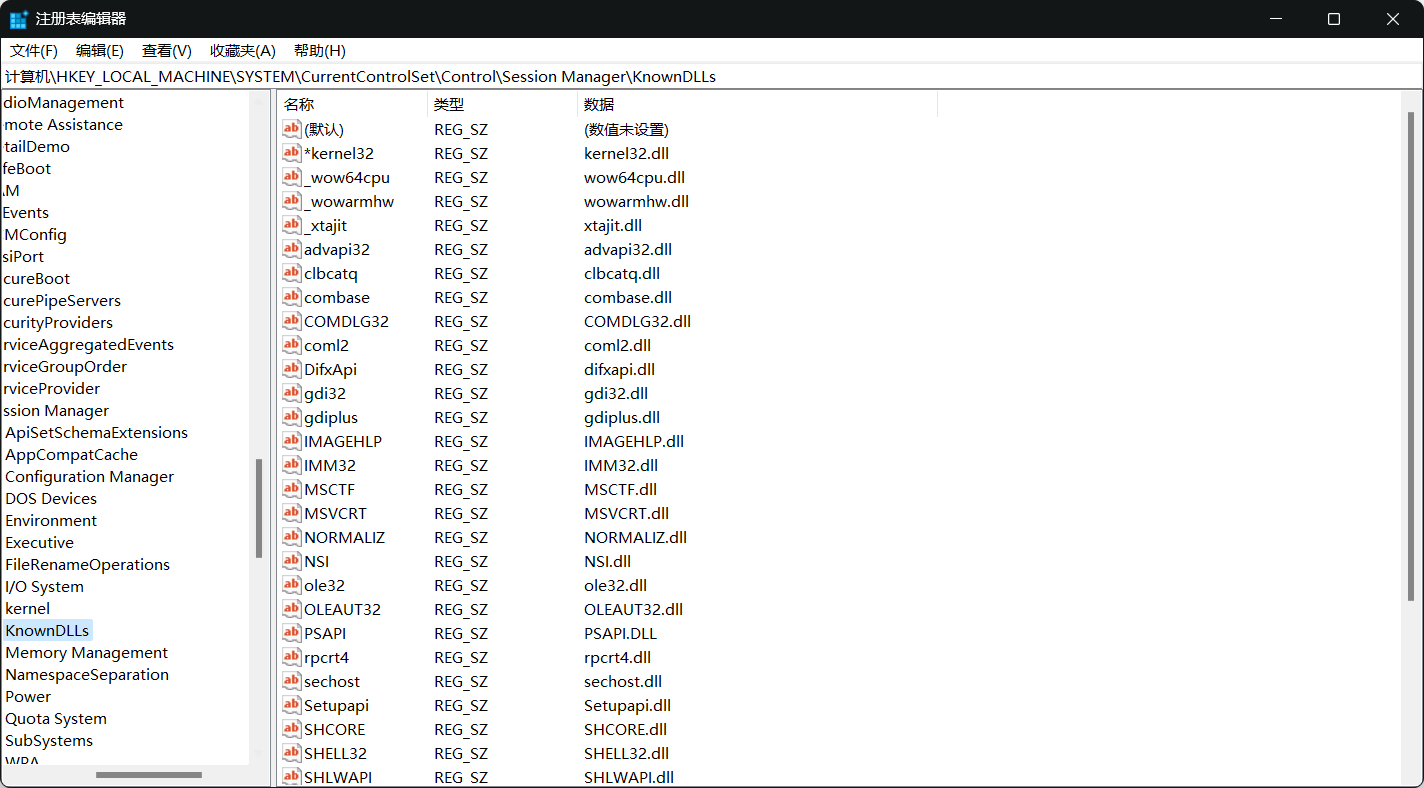 注册表编辑器
文件(F) 编辑(E) 查看(V) 收藏夹(A) 帮助(H)
计算机\HKEY_LOCAL_MACHINE\SYSTEM\CurrentControlSet\Control\Session Manager\KnownDLLs
dioManagement
mote Assistance
tailDemo
feBoot
M
Events
MConfig
siPort
cureBoot
curePipeServers
curityProviders
rviceAggregatedEvents
rviceGroupOrder
rviceProvider
ssion Manager
ApiSetSchemaExtensions
AppCompatCache
Configuration Manager
DOS Devices
Environment
Executive
FileRenameOperations
I/O System
kernel
KnownDLLs
Memory Management
NamespaceSeparation
Power
Quota System
SubSystems
WPA
名称 类型 数据
(默认) REG_SZ (数值未设置)
*kernel32 REG_SZ kernel32.dll
_wow64cpu REG_SZ wow64cpu.dll
_wowarmhw REG_SZ wowarmhw.dll
_xtajit REG_SZ xtajit.dll
advapi32 REG_SZ advapi32.dll
clbcatq REG_SZ clbcatq.dll
combase REG_SZ combase.dll
COMDLG32 REG_SZ COMDLG32.dll
coml2 REG_SZ coml2.dll
DifxApi REG_SZ difxapi.dll
gdi32 REG_SZ gdi32.dll
gdiplus REG_SZ gdiplus.dll
IMAGEHLP REG_SZ IMAGEHLP.dll
IMM32 REG_SZ IMM32.dll
MSCTF REG_SZ MSCTF.dll
MSVCRT REG_SZ MSVCRT.dll
NORMALIZ REG_SZ NORMALIZ.dll
NSI REG_SZ NSI.dll
ole32 REG_SZ ole32.dll
OLEAUT32 REG_SZ OLEAUT32.dll
PSAPI REG_SZ PSAPI.DLL
rpcrt4 REG_SZ rpcrt4.dll
sechost REG_SZ sechost.dll
Setupapi REG_SZ Setupapi.dll
SHCORE REG_SZ SHCORE.dll
SHELL32 REG_SZ SHELL32.dll
SHLWAPI REG_SZ SHLWAPI.dll